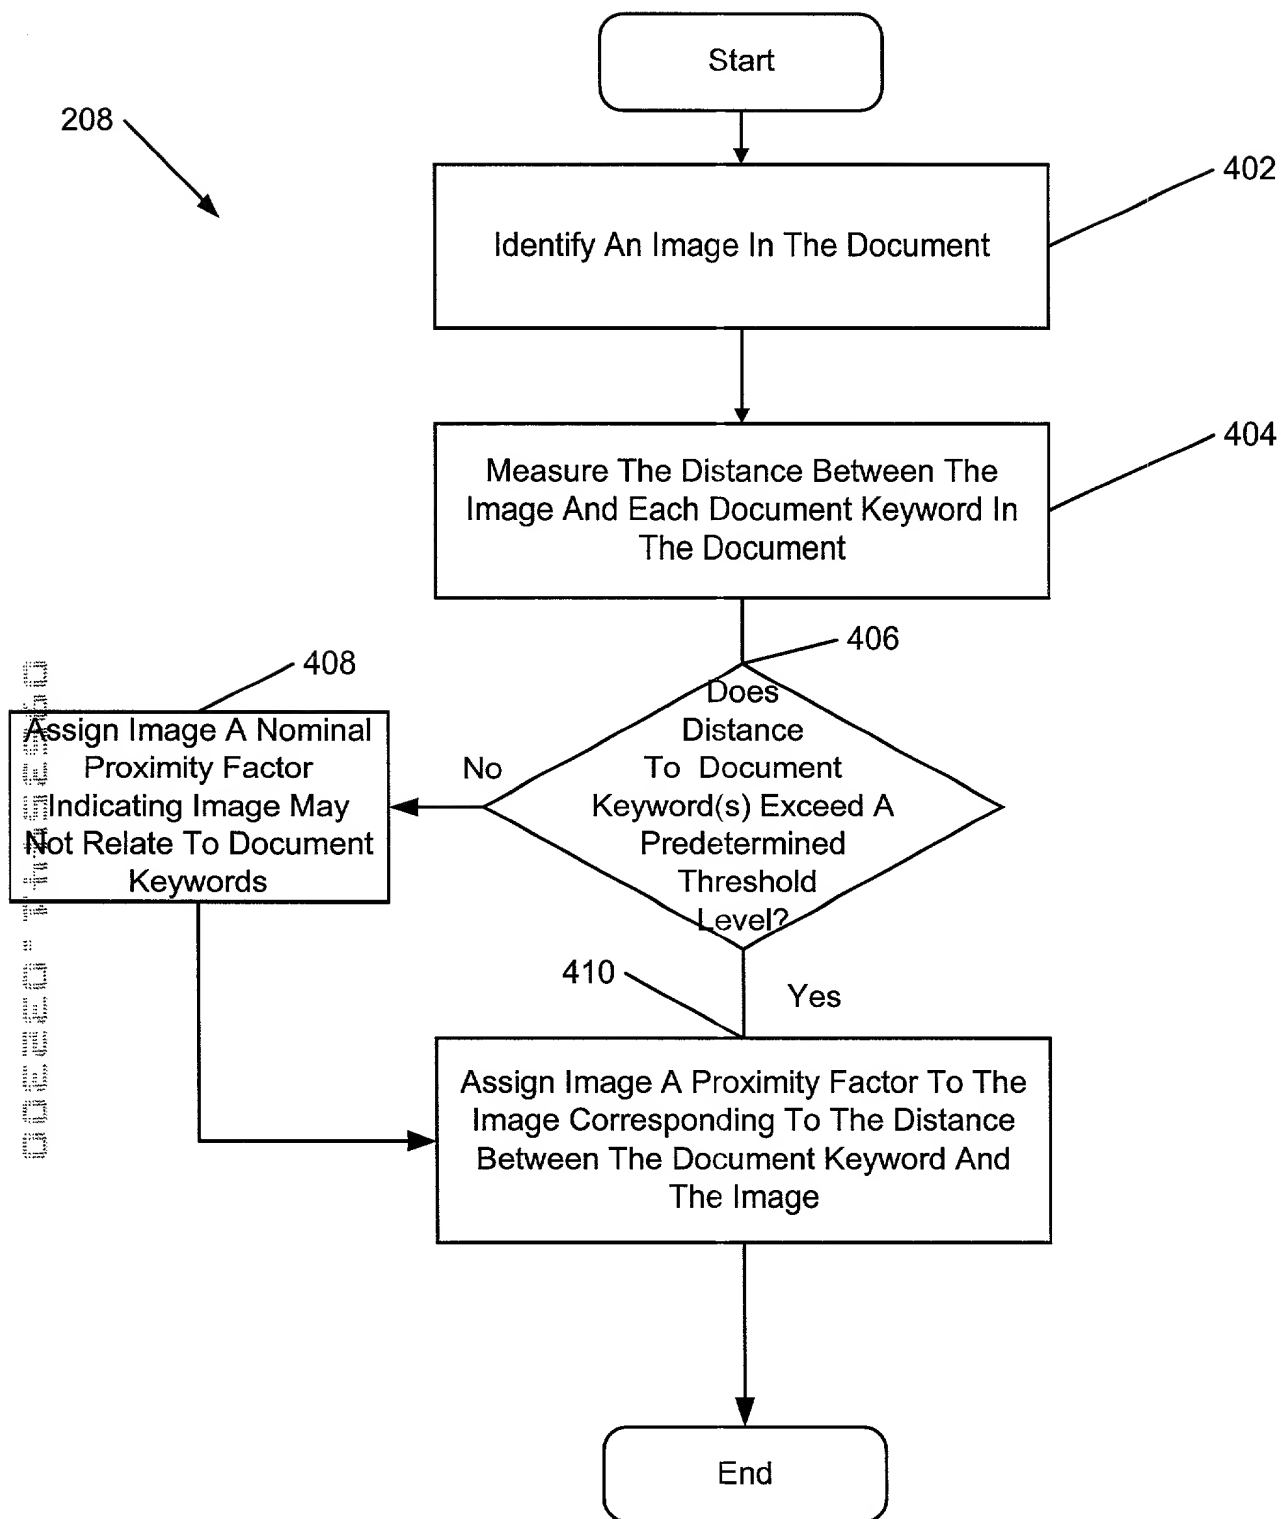 Start
208
402
Identify An Image In The Document
404
Measure The Distance Between The
Image And Each Document Keyword In
The Document
406
408
Does
Distance
To Document
Keyword(s) Exceed A
Predetermined
Threshold
Level?
No
Assign Image A Nominal
Proximity Factor
Indicating Image May
Not Relate To Document
Keywords
410
Yes
Assign Image A Proximity Factor To The
Image Corresponding To The Distance
Between The Document Keyword And
The Image
End